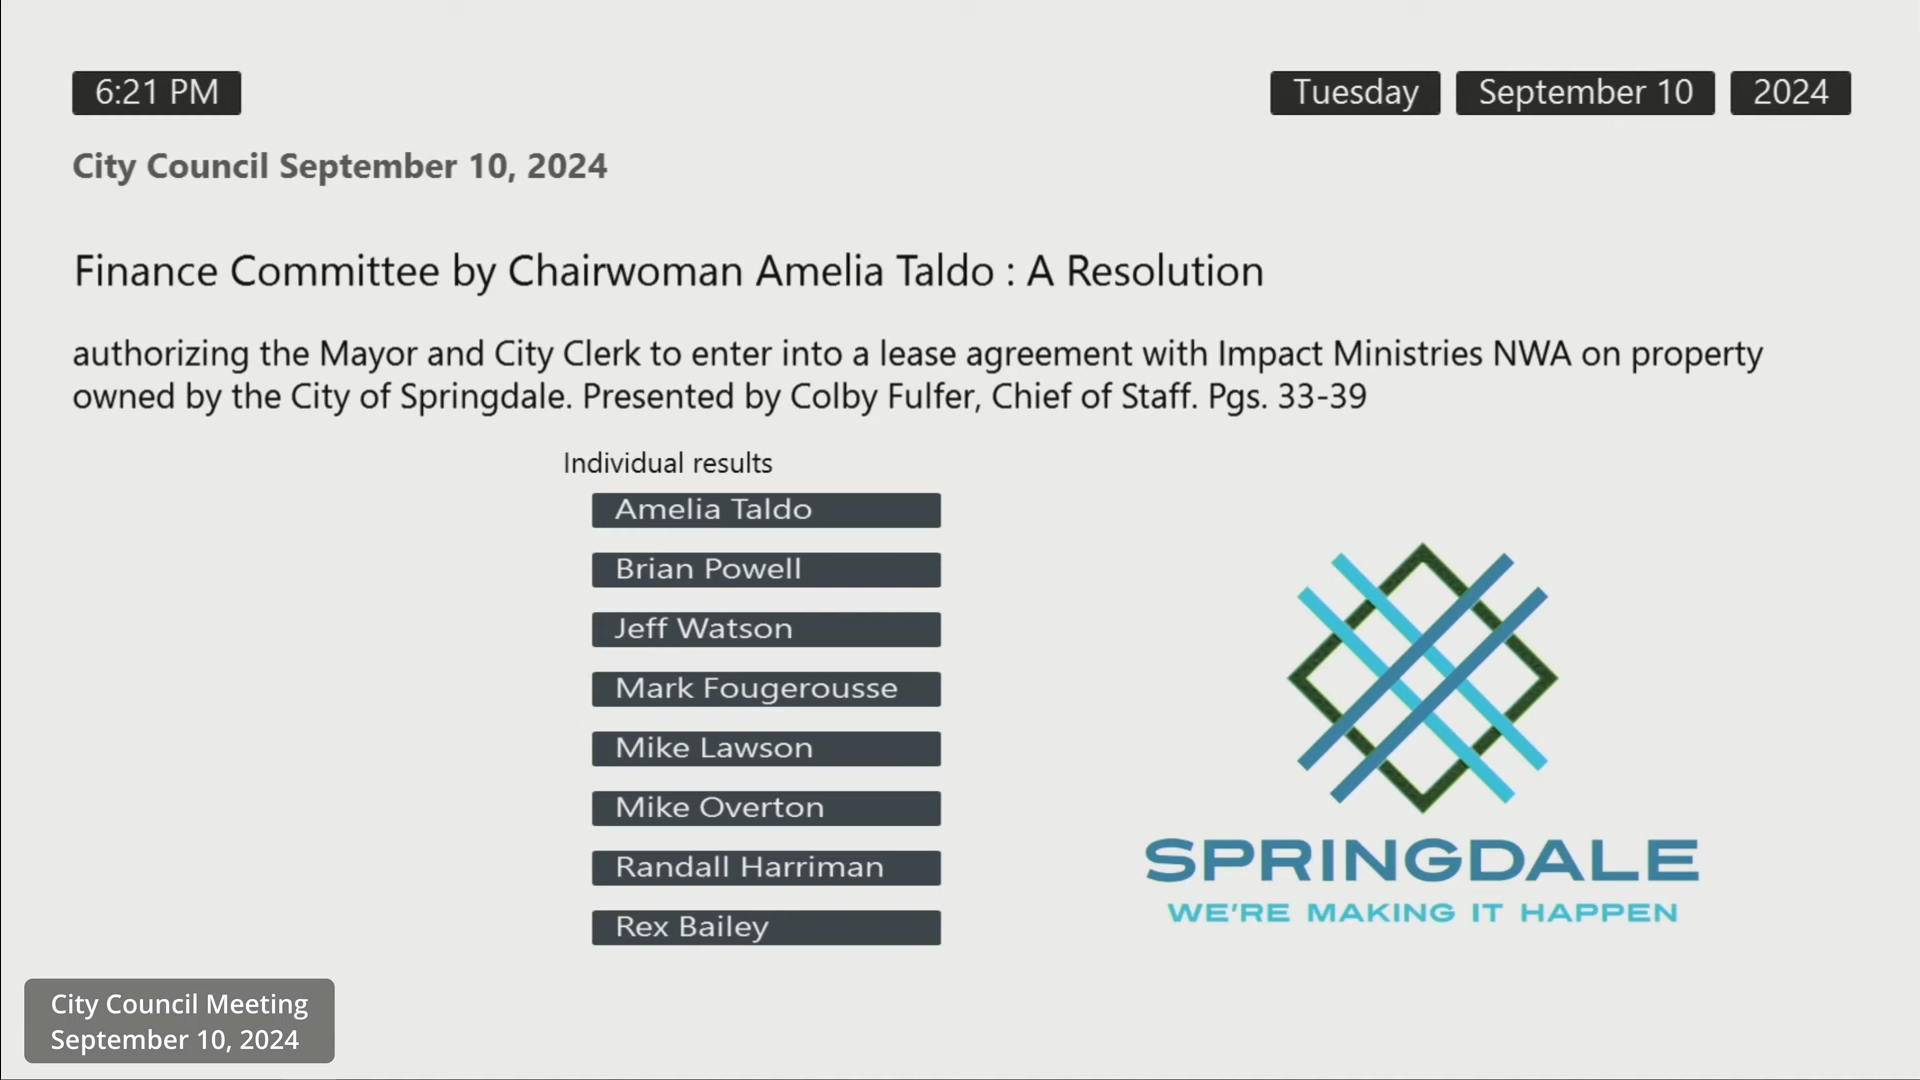 6:21 PM
Tuesday September 10 2024
City Council September 10, 2024
Finance Committee by Chairwoman Amelia Taldo : A Resolution
authorizing the Mayor and City Clerk to enter into a lease agreement with Impact Ministries NWA on property
owned by the City of Springdale. Presented by Colby Fulfer, Chief of Staff. Pgs. 33-39
Individual results
Amelia Taldo
Brian Powell
Jeff Watson
Mark Fougerousse
Mike Lawson
Mike Overton
Randall Harriman
Rex Bailey
SPRINGDALE
WE'RE MAKING IT HAPPEN
City Council Meeting
September 10, 2024